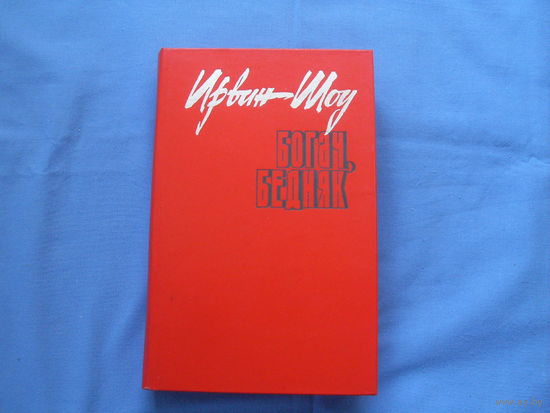 Ирвин Шоу
Богач,
бедняк